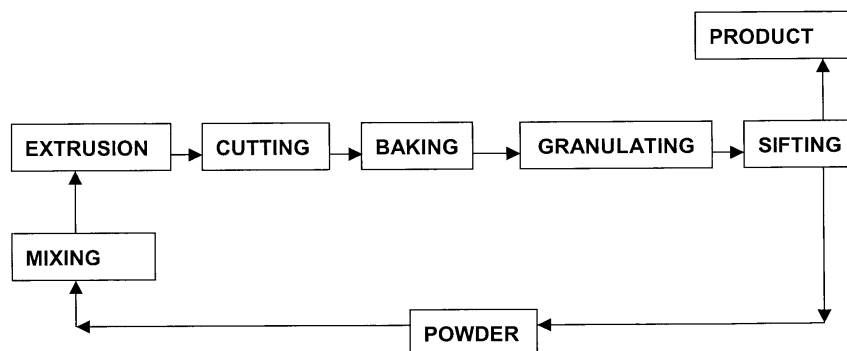 PRODUCT
EXTRUSION
CUTTING
BAKING
GRANULATING
SIFTING
MIXING
POWDER